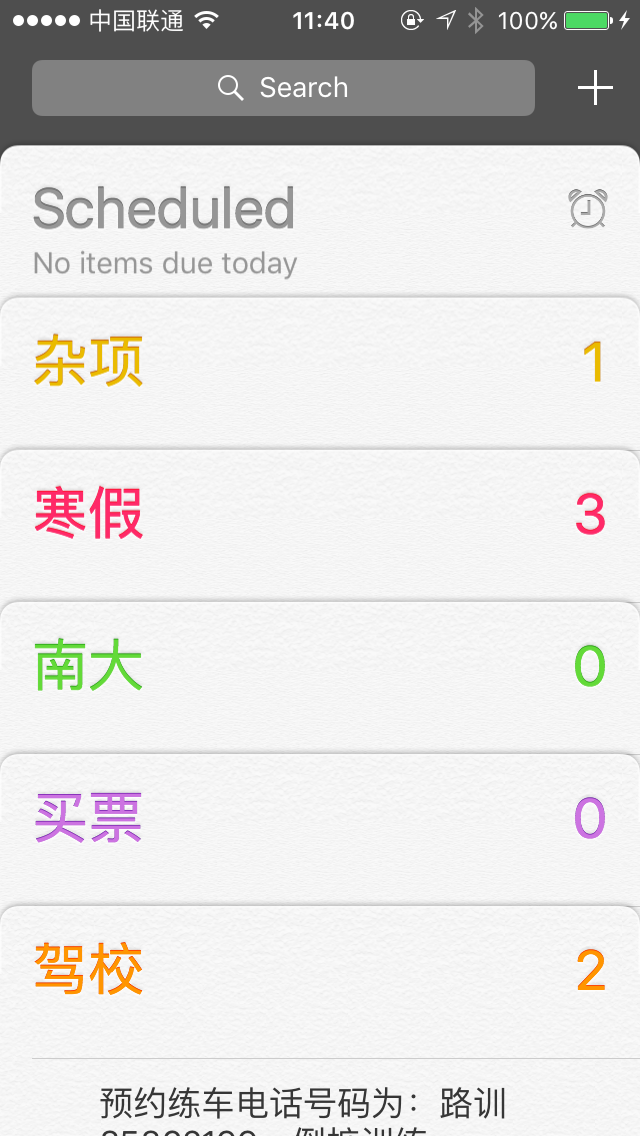 中国联通 11:40 100%
Search
Scheduled
No items due today
杂项 1
寒假 3
南大 0
买票 0
驾校 2
预约练车电话号码为：路训